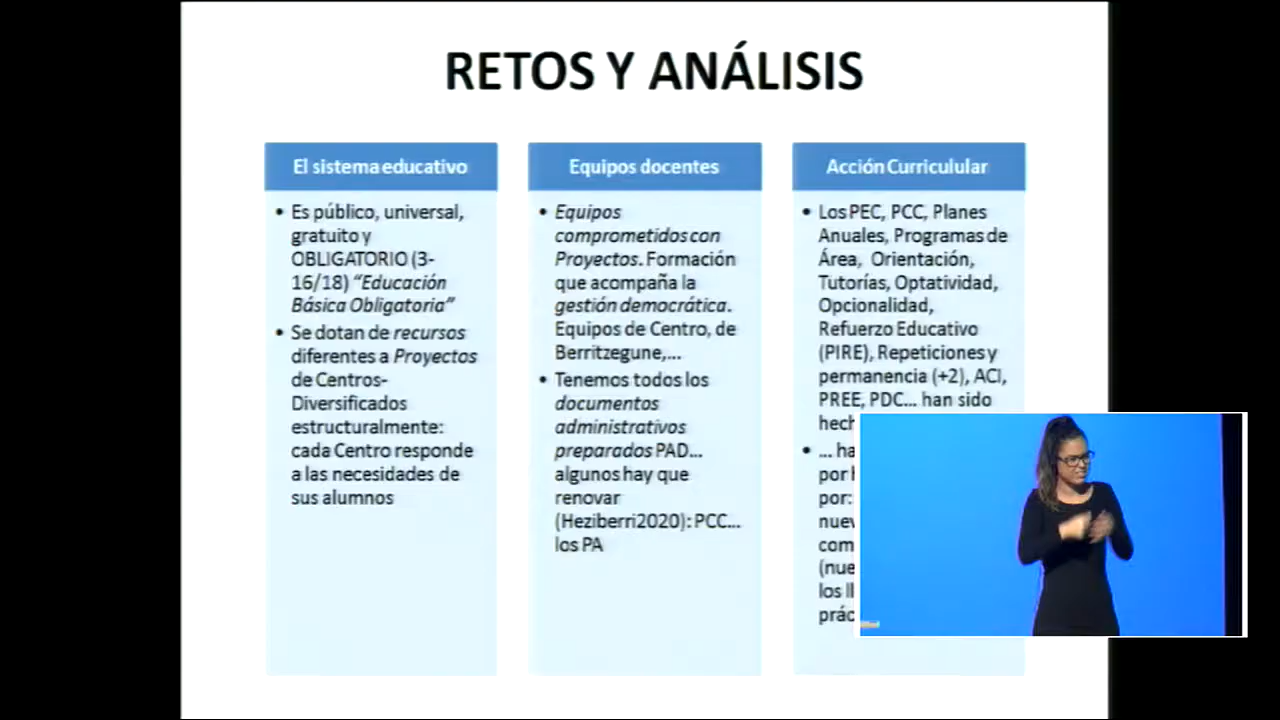 RETOS Y ANÁLISIS
El sistema educativo
• Es público, universal,
gratuito y
OBLIGATORIO (3-
16/18) “Educación
Básica Obligatoria”
• Se dotan de recursos
diferentes a Proyectos
de Centros-
Diversificados
estructuralmente:
cada Centro responde
a las necesidades de
sus alumnos
Equipos docentes
• Equipos
comprometidos con
Proyectos. Formación
que acompaña la
gestión democrática.
Equipos de Centro, de
Berritzegune,...
• Tenemos todos los
documentos
administrativos
preparados PAD...
algunos hay que
renovar
(Heziberri2020): PCC...
los PA
Acción Curriculular
• Los PEC, PCC, Planes
Anuales, Programas de
Área, Orientación,
Tutorías, Optatividad,
Opcionalidad,
Refuerzo Educativo
(PIRE), Repeticiones y
permanencia (+2), ACI,
PREE, PDC... han sido
• ...
por
por:
los